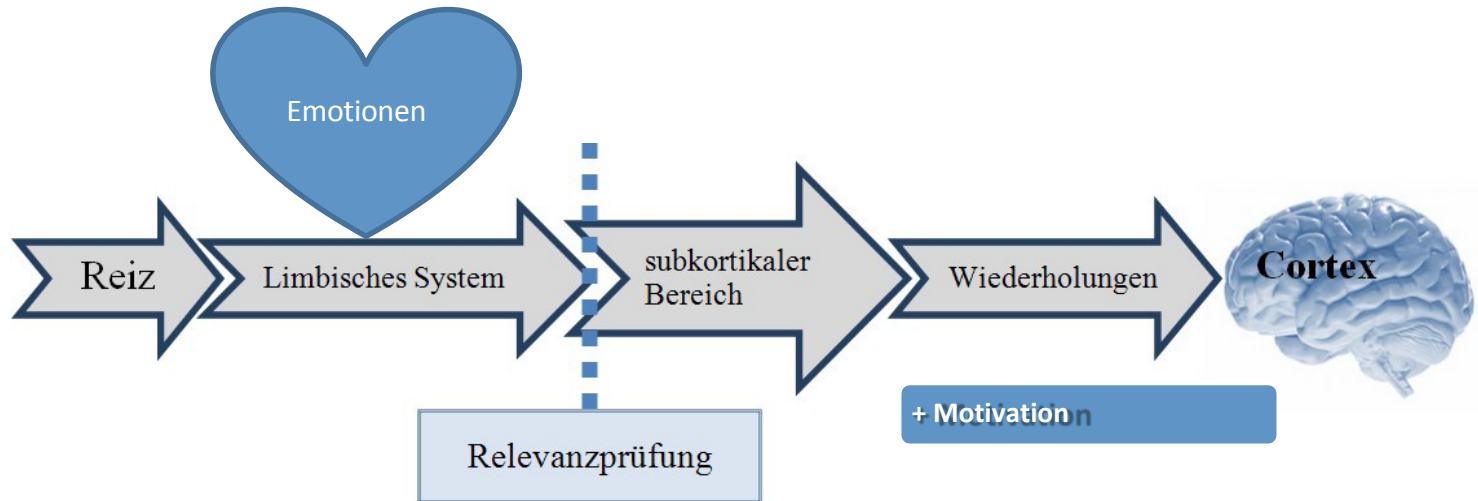 Emotionen
Reiz
Limbisches System
subkortikaler
Bereich
Wiederholungen
Cortex
+ Motivation
Relevanzprüfung